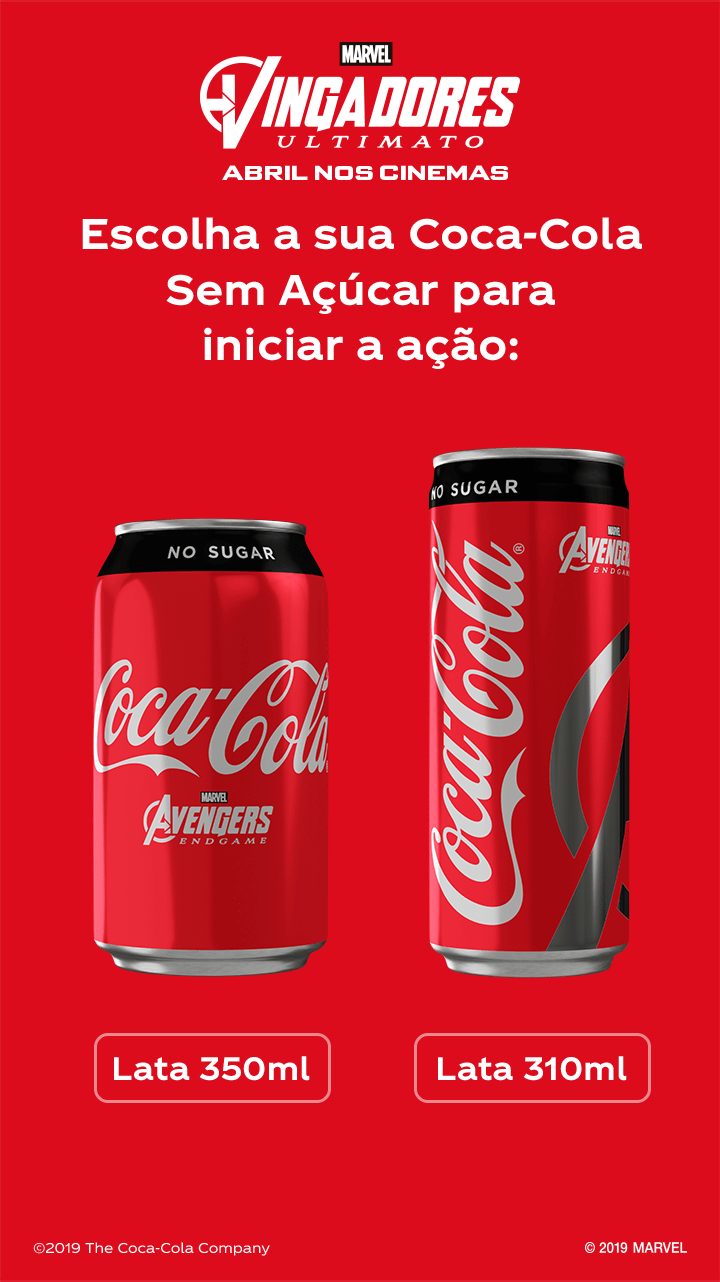 MARVEL
VINGADORES
ULTIMATO
ABRIL NOS CINEMAS
Escolha a sua Coca-Cola
Sem Açúcar para
iniciar a ação:
NO SUGAR
Coca-Cola
MARVEL
AVENGERS
ENDGAME
NO SUGAR
Coca-Cola®
MARVEL
AVENGERS
ENDGAM
Lata 350ml
Lata 310ml
©2019 The Coca-Cola Company
© 2019 MARVEL